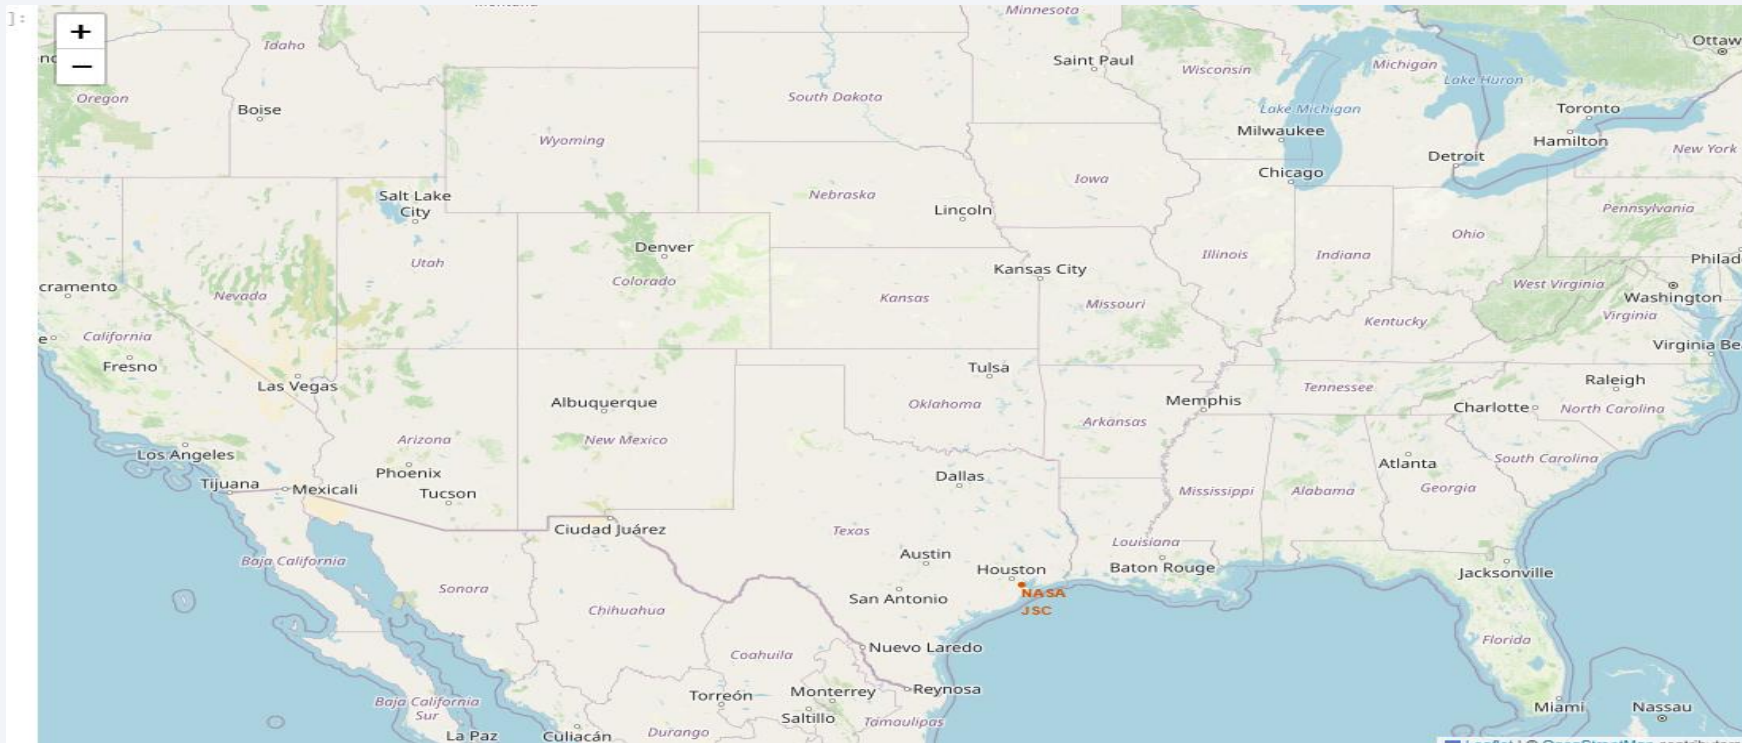 ]:
+
−
Minnesota
Ottaw
Idaho
Saint Paul
Wisconsin
Michigan
Lake Huron
Oregon
Boise
South Dakota
Lake Michigan
Toronto
Wyoming
Milwaukee
Hamilton
Detroit
New York
Chicago
Iowa
Salt Lake
City
Nebraska
Lincoln
Pennsylvania
Denver
Ohio
Utah
Kansas City
Illinois
Indiana
Philad
Colorado
cramento
Nevada
Kansas
Missouri
West Virginia
Washington
California
Kentucky
Virginia
e
Virginia Be
Fresno
Las Vegas
Tulsa
Tennessee
Raleigh
Albuquerque
Oklahoma
Memphis
Charlotte
North Carolina
Arkansas
Arizona
New Mexico
Los Angeles
Phoenix
Dallas
Atlanta
South Carolina
Tijuana
Mexicali
Tucson
Mississippi
Alabama
Georgia
Ciudad Juárez
Texas
Louisiana
Baja California
Austin
Houston
Baton Rouge
Jacksonville
Sonora
Chihuahua
San Antonio
NASA
JSC
Nuevo Laredo
Florida
Coahuila
Baja California
Sur
Torreón
Monterrey
Reynosa
Miami
Nassau
La Paz
Culiacán
Durango
Saltillo
Tamaulipas